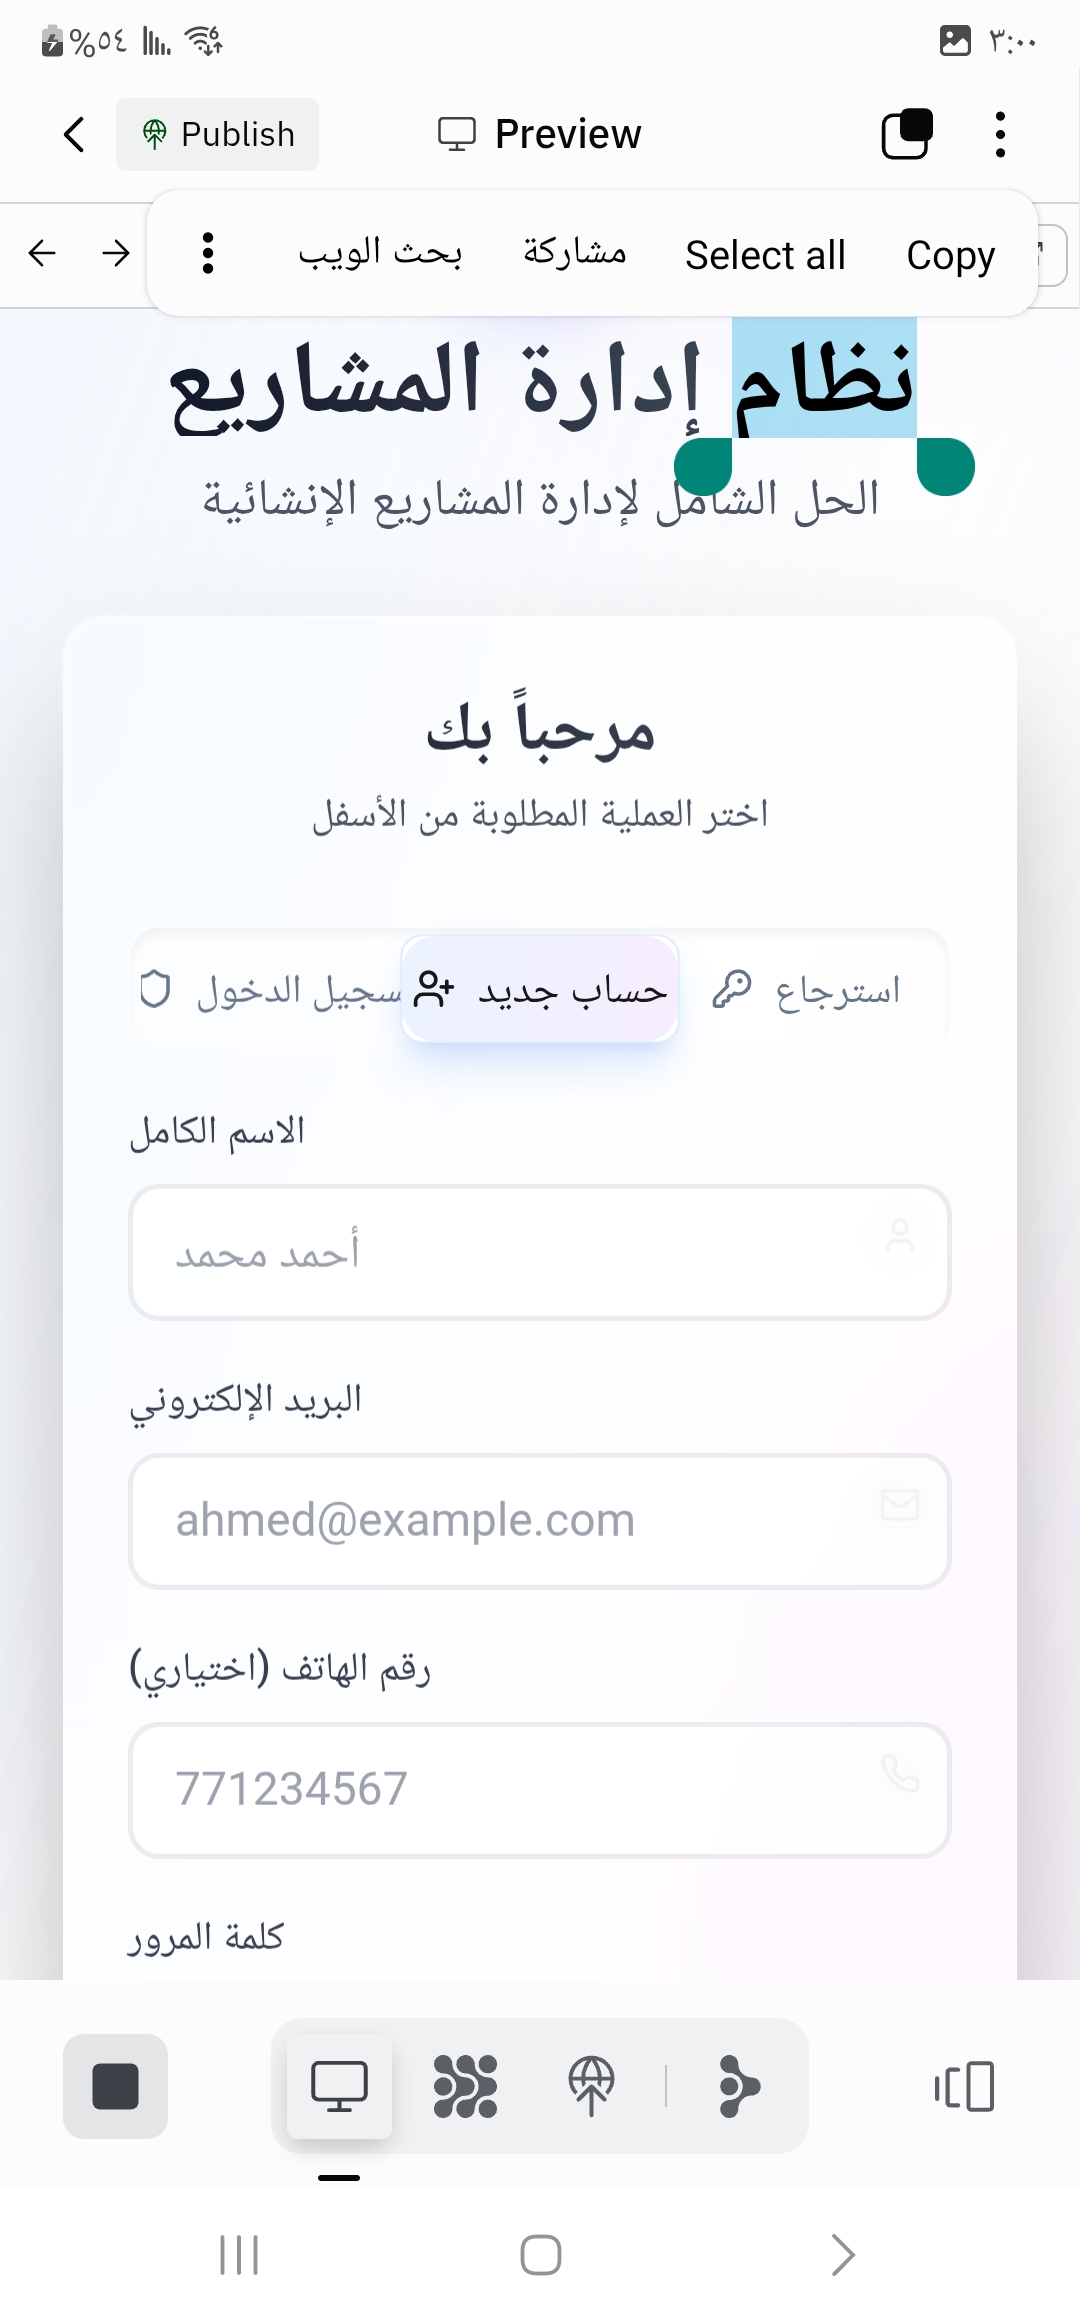 %٥٤
٣:٠٠
Publish
Preview
بحث الويب
مشاركة
Select all
Copy
نظام إدارة المشاريع
الحل الشامل لإدارة المشاريع الإنشائية
مرحباً بك
اختر العملية المطلوبة من الأسفل
استرجاع
حساب جديد
سجيل الدخول
الاسم الكامل
أحمد محمد
البريد الإلكتروني
ahmed@example.com
رقم الهاتف (اختياري)
771234567
كلمة المرور